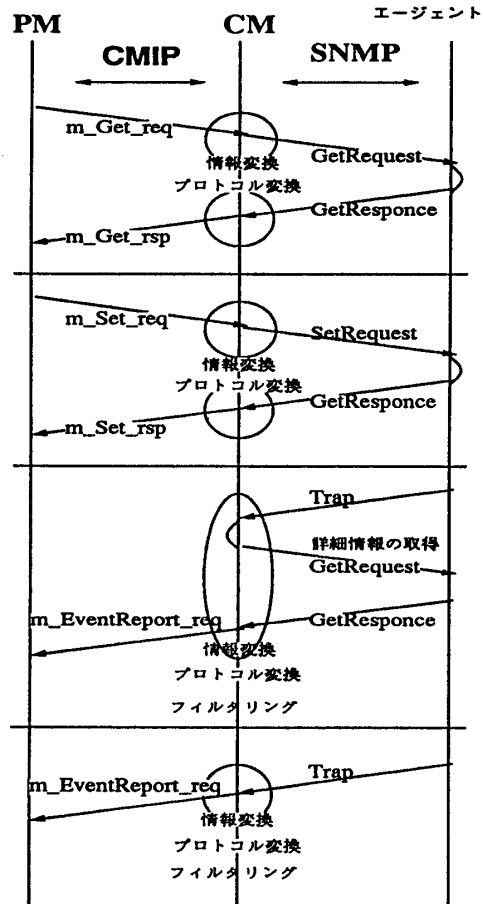 エージェント
PM
CM
CMIP
SNMP
m_Get_req
情報変換
GetRequest
プロトコル変換
GetResponce
m_Get_rsp
m_Set_req
SetRequest
情報変換
プロトコル変換
GetResponce
m_Set_rsp
Trap
詳細情報の取得
GetRequest
m_EventReport_req
GetResponce
情報変換
プロトコル変換
フィルタリング
m_EventReport_req
Trap
情報変換
プロトコル変換
フィルタリング